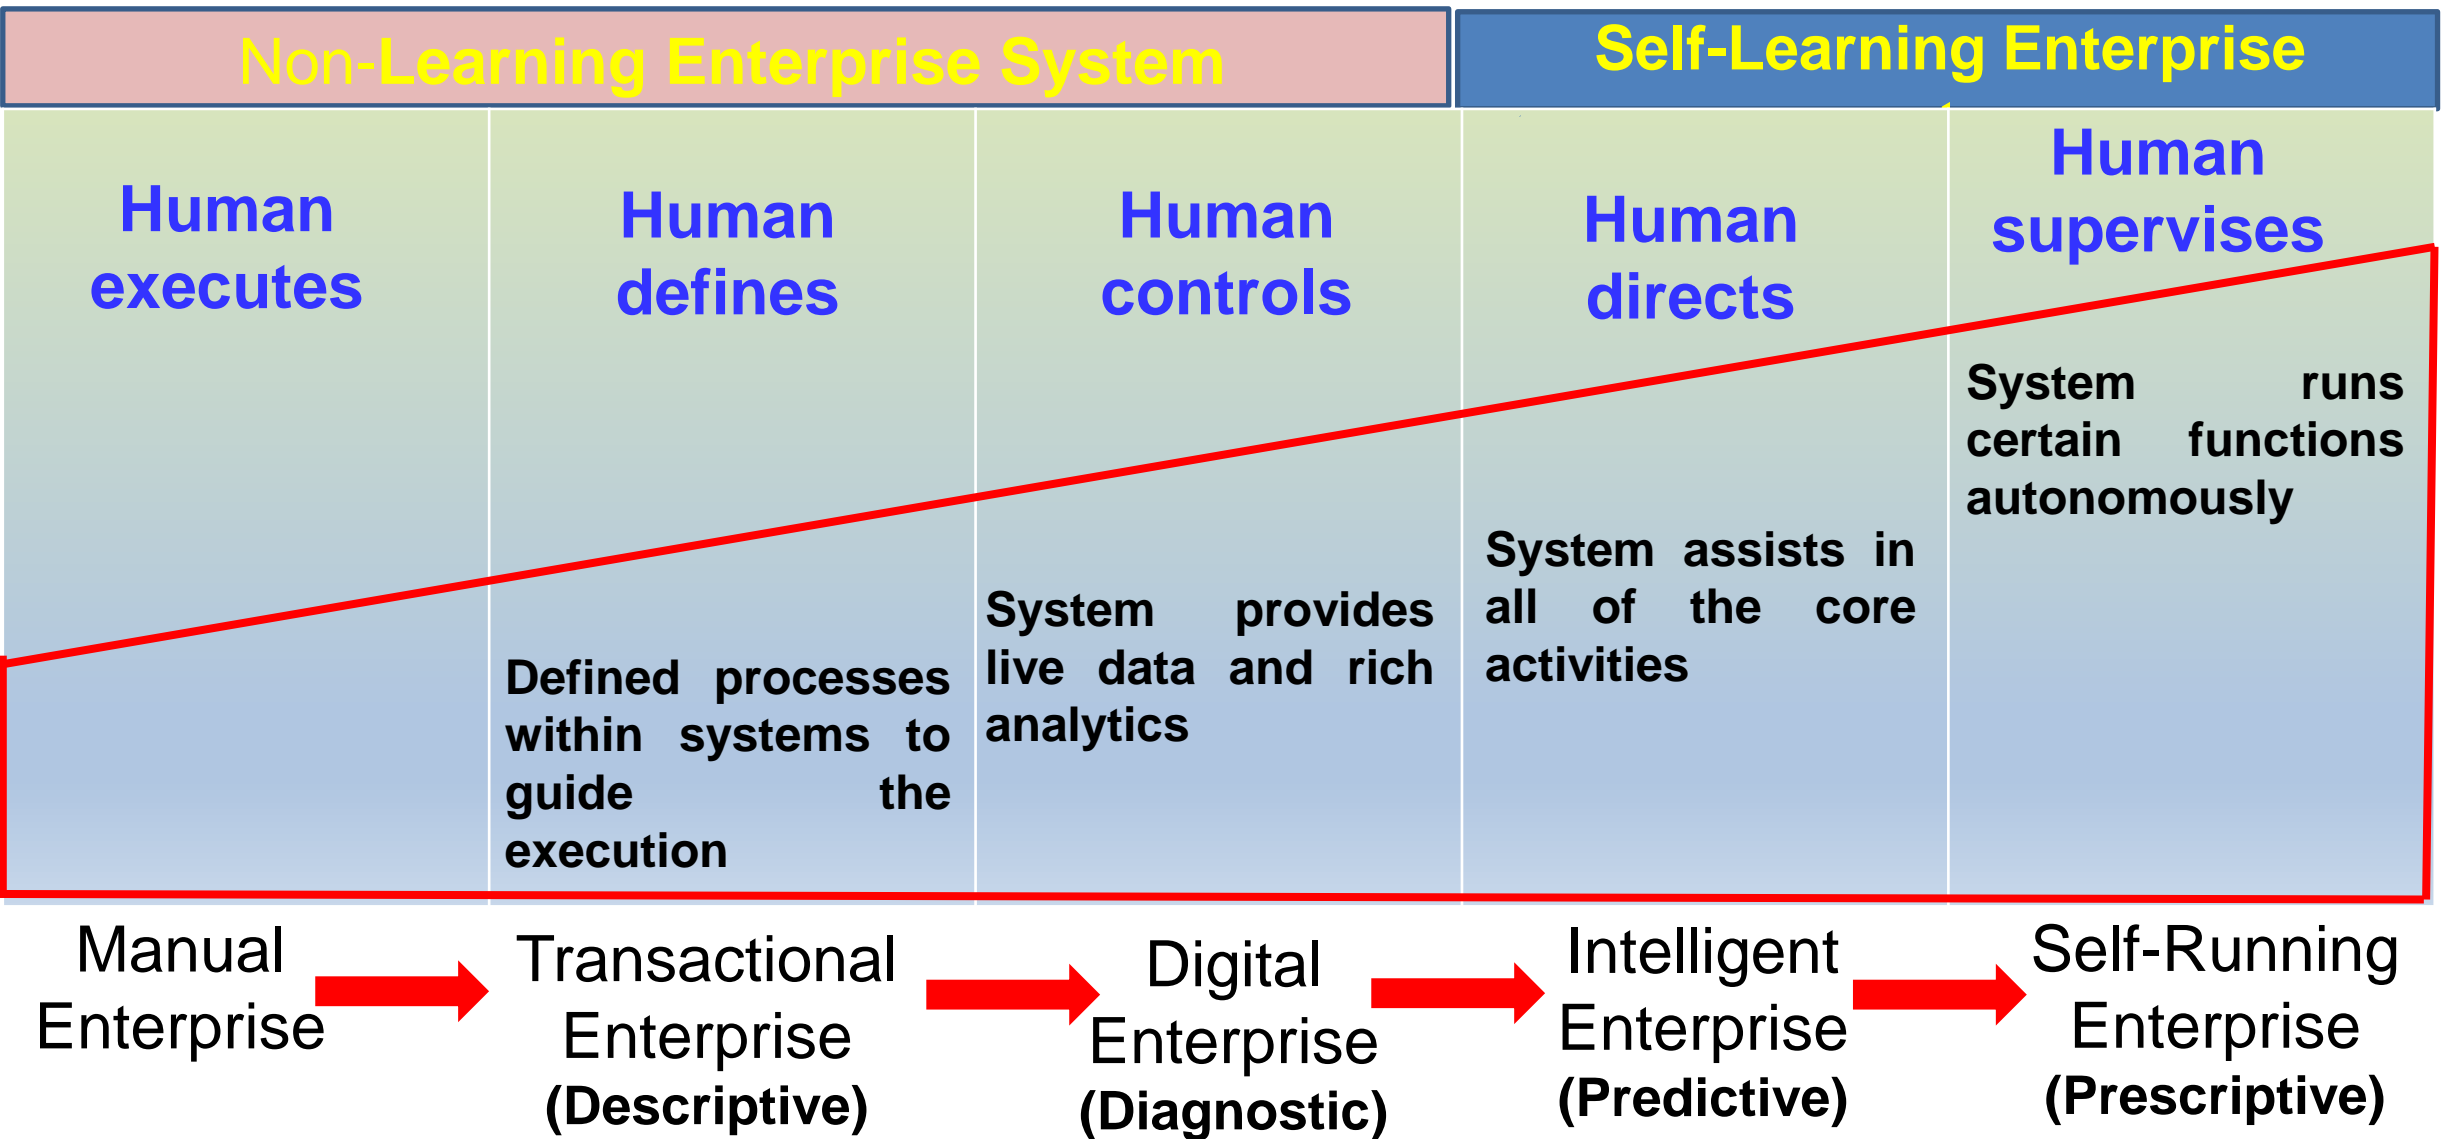 Non-Learning Enterprise System
Self-Learning Enterprise
Human
executes
Human
defines
Human
controls
Human
directs
Human
supervises
Defined processes
within systems to
guide the
execution
System provides
live data and rich
analytics
System assists in
all of the core
activities
System runs
certain functions
autonomously
Manual
Enterprise
Transactional
Enterprise
(Descriptive)
Digital
Enterprise
(Diagnostic)
Intelligent
Enterprise
(Predictive)
Self-Running
Enterprise
(Prescriptive)